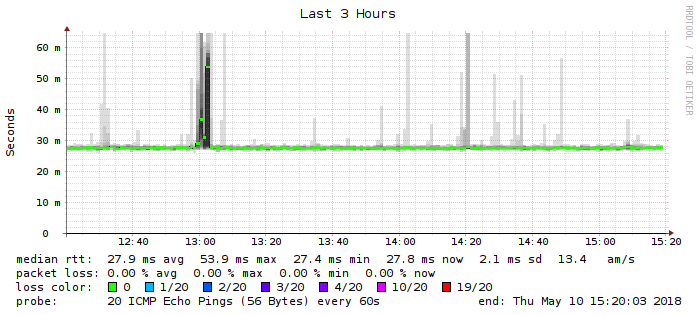 Last 3 Hours
RRDTOOL / TOBI OETIKER
Seconds
60 m
50 m
40 m
30 m
20 m
10 m
0
12:40 13:00 13:20 13:40 14:00 14:20 14:40 15:00 15:20
median rtt: 27.9 ms avg 53.9 ms max 27.4 ms min 27.8 ms now 2.1 ms sd 13.4 am/s
packet loss: 0.00 % avg 0.00 % max 0.00 % min 0.00 % now
loss color: 0 1/20 2/20 3/20 4/20 10/20 19/20
probe: 20 ICMP Echo Pings (56 Bytes) every 60s end: Thu May 10 15:20:03 2018